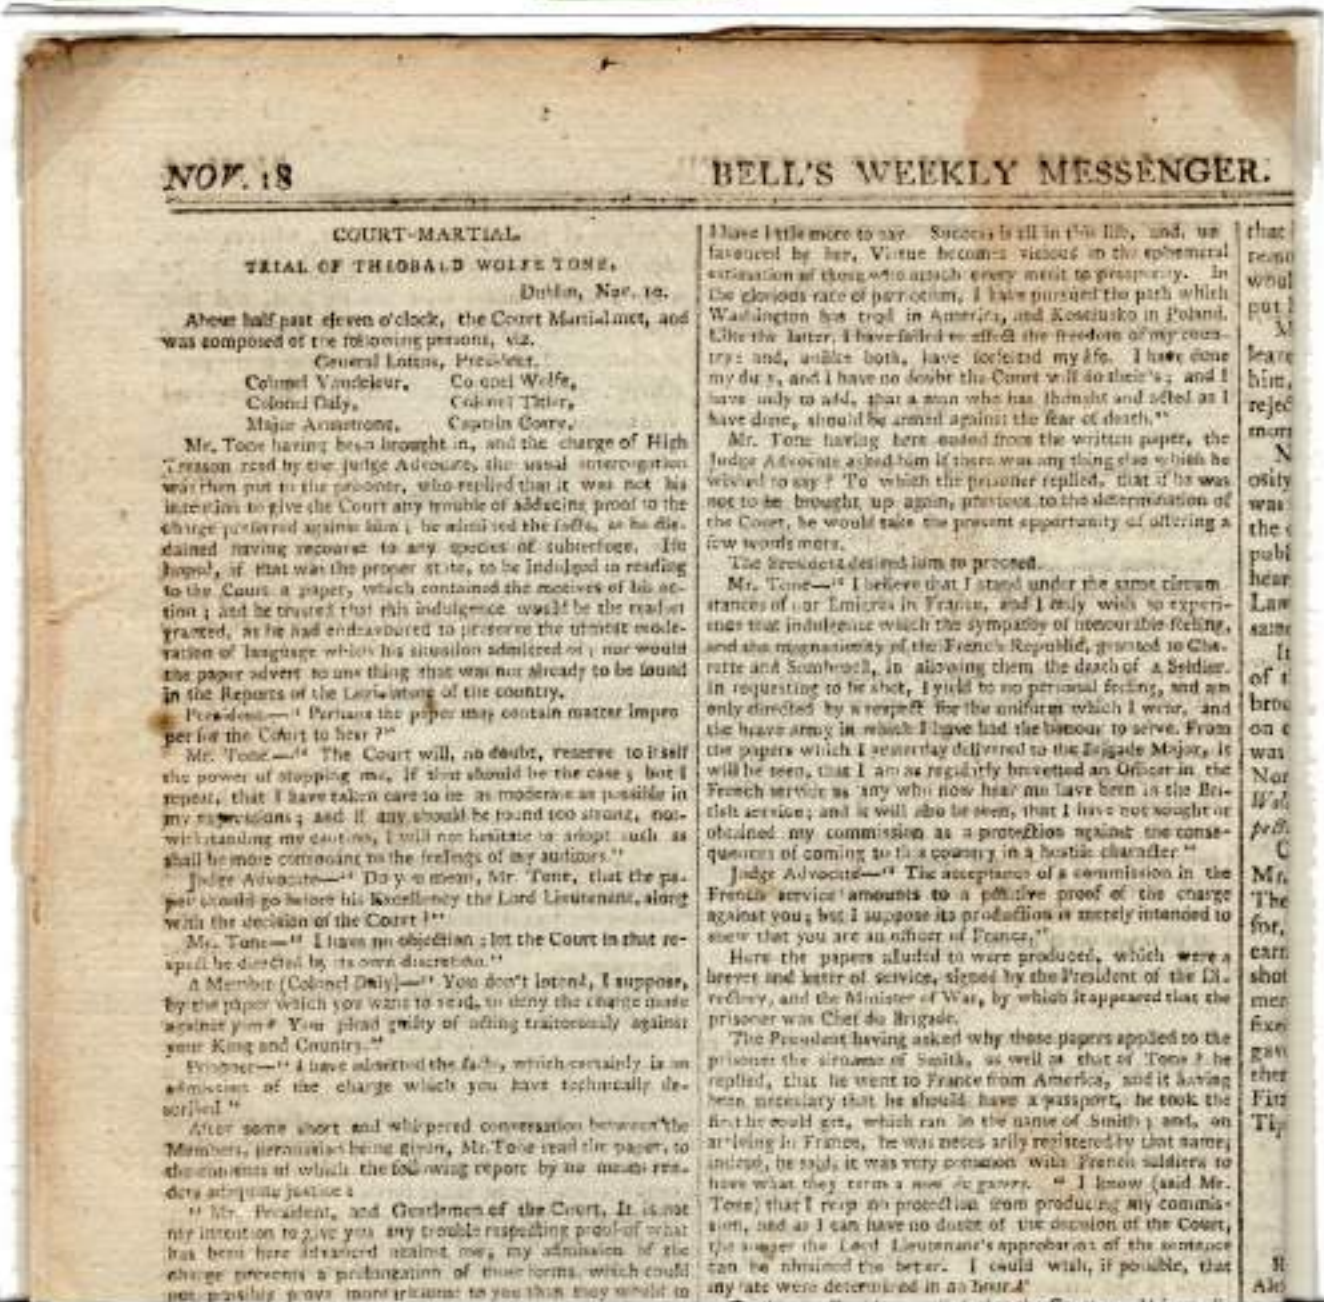 NOV. 18
BELL'S WEEKLY MESSENGER.
COURT-MARTIAL.
TRIAL OF THEOBALD WOLFE TONE.
Dublin, Nov. 10.
About half past eleven o'clock, the Court Martial met, and
was composed of the following persons, viz.
General Loftus, President.
Colonel Vandeleur, Colonel Wolfe,
Colonel Daly, Colonel Titler,
Major Armstrong, Captain Corry.
Mr. Tone having been brought in, and the charge of High
Treason read by the Judge Advocate, the usual interrogation
was then put to the prisoner, who replied that it was not his
intention to give the Court any trouble of adducing proof to the
charge preferred against him; he admitted the facts, as he dis-
dained having recourse to any species of subterfuge. He
hoped, if that was the proper state, to be indulged in reading
to the Court a paper, which contained the motives of his ac-
tion; and he trusted that this indulgence would be the readier
granted, as he had endeavoured to preserve the utmost mode-
ration of language which his situation admitted of; nor would
the paper advert to any thing that was not already to be found
in the Reports of the Legislature of the country.
President—" Perhaps the paper may contain matter impro
per for the Court to hear ?"
Mr. Tone—" The Court will, no doubt, reserve to itself
the power of stopping me, if that should be the case; but I
repeat, that I have taken care to be as moderate as possible in
my expressions; and if any should be found too strong, not-
withstanding my caution, I will not hesitate to adopt such as
shall be more consonant to the feelings of my auditors."
Judge Advocate—" Do you mean, Mr. Tone, that the pa-
per should go before his Excellency the Lord Lieutenant, along
with the decision of the Court ?"
Mr. Tone—" I have no objection; let the Court in that re-
spect be directed by its own discretion."
A Member (Colonel Daly)—" You don't intend, I suppose,
by the paper which you want to read, to deny the charge made
against you? You plead guilty of acting traitorously against
your King and Country."
Prisoner—" I have admitted the facts, which certainly is an
admission of the charge which you have technically de-
scribed."
After some short and whispered conversation between the
Members, permission being given, Mr. Tone read the paper, to
the contents of which the following report by no means ren-
ders adequate justice:
" Mr. President, and Gentlemen of the Court, It is not
my intention to give you any trouble respecting proof of what
has been here advanced against me, my admission of the
charge prevents a prolongation of those forms, which could
not possibly prove more irksome to you than they would to
I have little more to say. Success is all in this life, and, un
favoured by her, Virtue becomes vicious in the ephemeral
estimation of those who attach every merit to prosperity. In
the glorious race of patriotism, I have pursued the path which
Washington has trod in America, and Kosciusko in Poland.
Like the latter, I have failed to effect the freedom of my coun-
try; and, unlike both, have forfeited my life. I have done
my duty, and I have no doubt the Court will do their's; and I
have only to add, that a man who has thought and acted as I
have done, should be armed against the fear of death."
Mr. Tone having here ended from the written paper, the
Judge Advocate asked him if there was any thing else which he
wished to say? To which the prisoner replied, that if he was
not to be brought up again, previous to the determination of
the Court, he would take the present opportunity of offering a
few words more.
The President desired him to proceed.
Mr. Tone—" I believe that I stand under the same circum
stances of our Emigres in France, and I only wish to experi-
ence that indulgence which the sympathy of honourable feeling,
and the magnanimity of the French Republic, granted to Cha-
rette and Sombreuil, in allowing them the death of a Soldier.
In requesting to be shot, I yield to no personal feeling, and am
only directed by a respect for the uniform which I wear, and
the brave army in which I have had the honour to serve. From
the papers which I yesterday delivered to the Brigade Major, it
will be seen, that I am as regularly brevetted an Officer in the
French service as any who now hear me have been in the Bri-
tish service; and it will also be seen, that I have not sought or
obtained my commission as a protection against the conse-
quences of coming to this country in a hostile character."
Judge Advocate—" The acceptance of a commission in the
French service amounts to a positive proof of the charge
against you; but I suppose its production is merely intended to
shew that you are an officer of France."
Here the papers alluded to were produced, which were a
brevet and letter of service, signed by the President of the Di-
rectory, and the Minister of War, by which it appeared that the
prisoner was Chef du Brigade.
The President having asked why those papers applied to the
prisoner the sirname of Smith, as well as that of Tone? he
replied, that he went to France from America, and it having
been necessary that he should have a passport, he took the
first he could get, which ran in the name of Smith; and, on
arriving in France, he was necessarily registered by that name;
indeed, he said, it was very common with French soldiers to
have what they term a nom de guerre. " I know (said Mr.
Tone) that I reap no protection from producing my commis-
sion, and as I can have no doubt of the decision of the Court,
the sooner the Lord Lieutenant's approbation of the sentence
can be obtained the better. I could wish, if possible, that
my fate were determined in an hour."